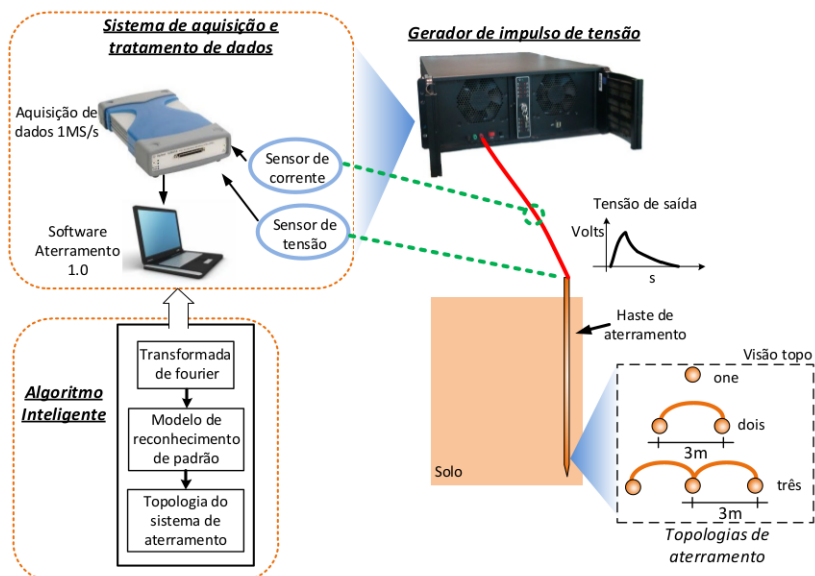 Sistema de aquisição e
tratamento de dados
Aquisição de
dados 1MS/s
Sensor de
corrente
Sensor de
tensão
Software
Aterramento
1.0
Gerador de impulso de tensão
Tensão de saída
Volts
s
Haste de
aterramento
Solo
Visão topo
one
dois
3m
três
3m
Topologias de
aterramento
Algoritmo
Inteligente
Transformada
de fourier
Modelo de
reconhecimento
de padrão
Topologia do
sistema de
aterramento